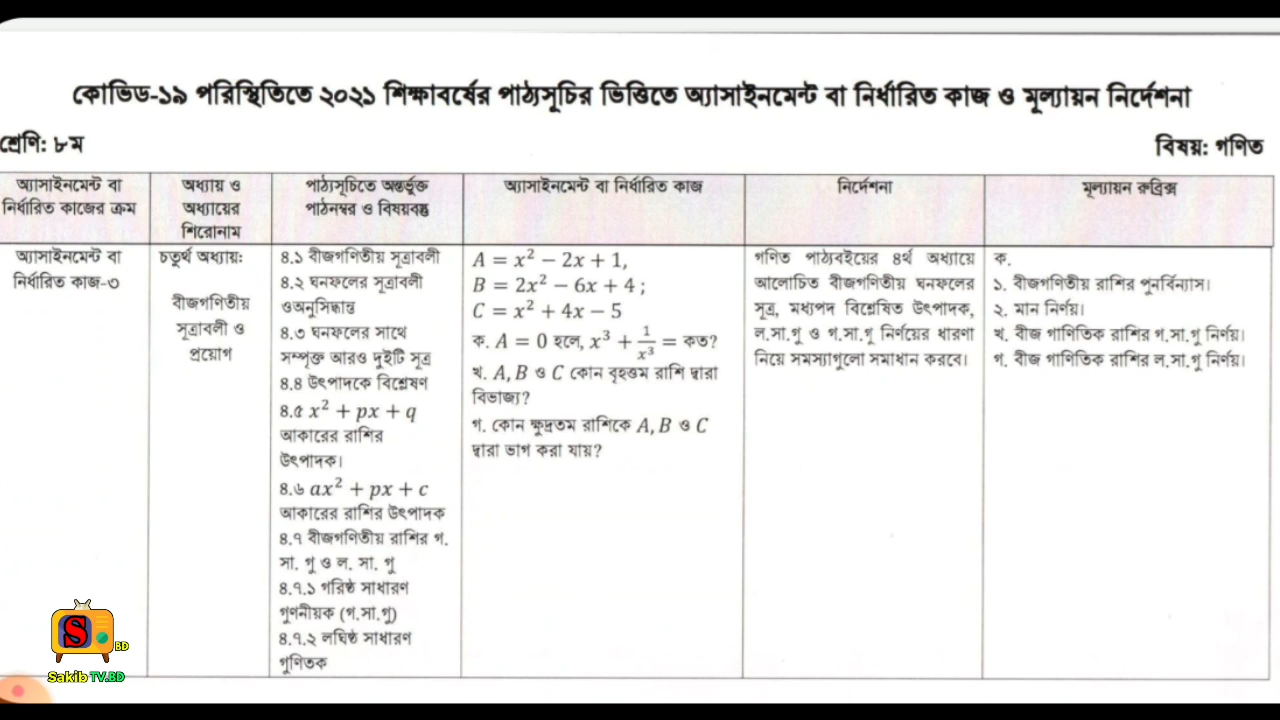 কোভিড-১৯ পরিস্থিতিতে ২০২১ শিক্ষাবর্ষের পাঠ্যসূচির ভিত্তিতে অ্যাসাইনমেন্ট বা নির্ধারিত কাজ ও মূল্যায়ন নির্দেশনা
শ্রেণি: ৮ম
বিষয়: গণিত
অ্যাসাইনমেন্ট বা
নির্ধারিত কাজের ক্রম
অধ্যায় ও
অধ্যায়ের
শিরোনাম
পাঠ্যসূচিতে অন্তর্ভুক্ত
পাঠনম্বর ও বিষয়বস্তু
অ্যাসাইনমেন্ট বা নির্ধারিত কাজ
নির্দেশনা
মূল্যায়ন রুব্রিক্স
অ্যাসাইনমেন্ট বা
নির্ধারিত কাজ-৩
চতুর্থ অধ্যায়:
বীজগণিতীয়
সূত্রাবলী ও
প্রয়োগ
৪.১ বীজগণিতীয় সূত্রাবলী
৪.২ ঘনফলের সূত্রাবলী
ওঅনুসিদ্ধান্ত
৪.৩ ঘনফলের সাথে
সম্পৃক্ত আরও দুইটি সূত্র
৪.৪ উৎপাদকে বিশ্লেষণ
৪.৫ x² + px + q
আকারের রাশির
উৎপাদক।
৪.৬ ax² + px + c
আকারের রাশির উৎপাদক
৪.৭ বীজগণিতীয় রাশির গ.
সা. গু ও ল. সা. গু
৪.৭.১ গরিষ্ঠ সাধারণ
গুণনীয়ক (গ.সা.গু)
৪.৭.২ লঘিষ্ঠ সাধারণ
গুণিতক
A = x² − 2x + 1,
B = 2x² − 6x + 4 ;
C = x² + 4x − 5
ক. A = 0 হলে, x³ + 1/x³ = কত?
খ. A, B ও C কোন বৃহত্তম রাশি দ্বারা
বিভাজ্য?
গ. কোন ক্ষুদ্রতম রাশিকে A, B ও C
দ্বারা ভাগ করা যায়?
গণিত পাঠ্যবইয়ের ৪র্থ অধ্যায়ে
আলোচিত বীজগণিতীয় ঘনফলের
সূত্র, মধ্যপদ বিশ্লেষিত উৎপাদক,
ল.সা.গু ও গ.সা.গু নির্ণয়ের ধারণা
নিয়ে সমস্যাগুলো সমাধান করবে।
ক.
১. বীজগণিতীয় রাশির পুনর্বিন্যাস।
২. মান নির্ণয়।
খ. বীজ গাণিতিক রাশির গ.সা.গু নির্ণয়।
গ. বীজ গাণিতিক রাশির ল.সা.গু নির্ণয়।
S BD
Sakib TV.BD